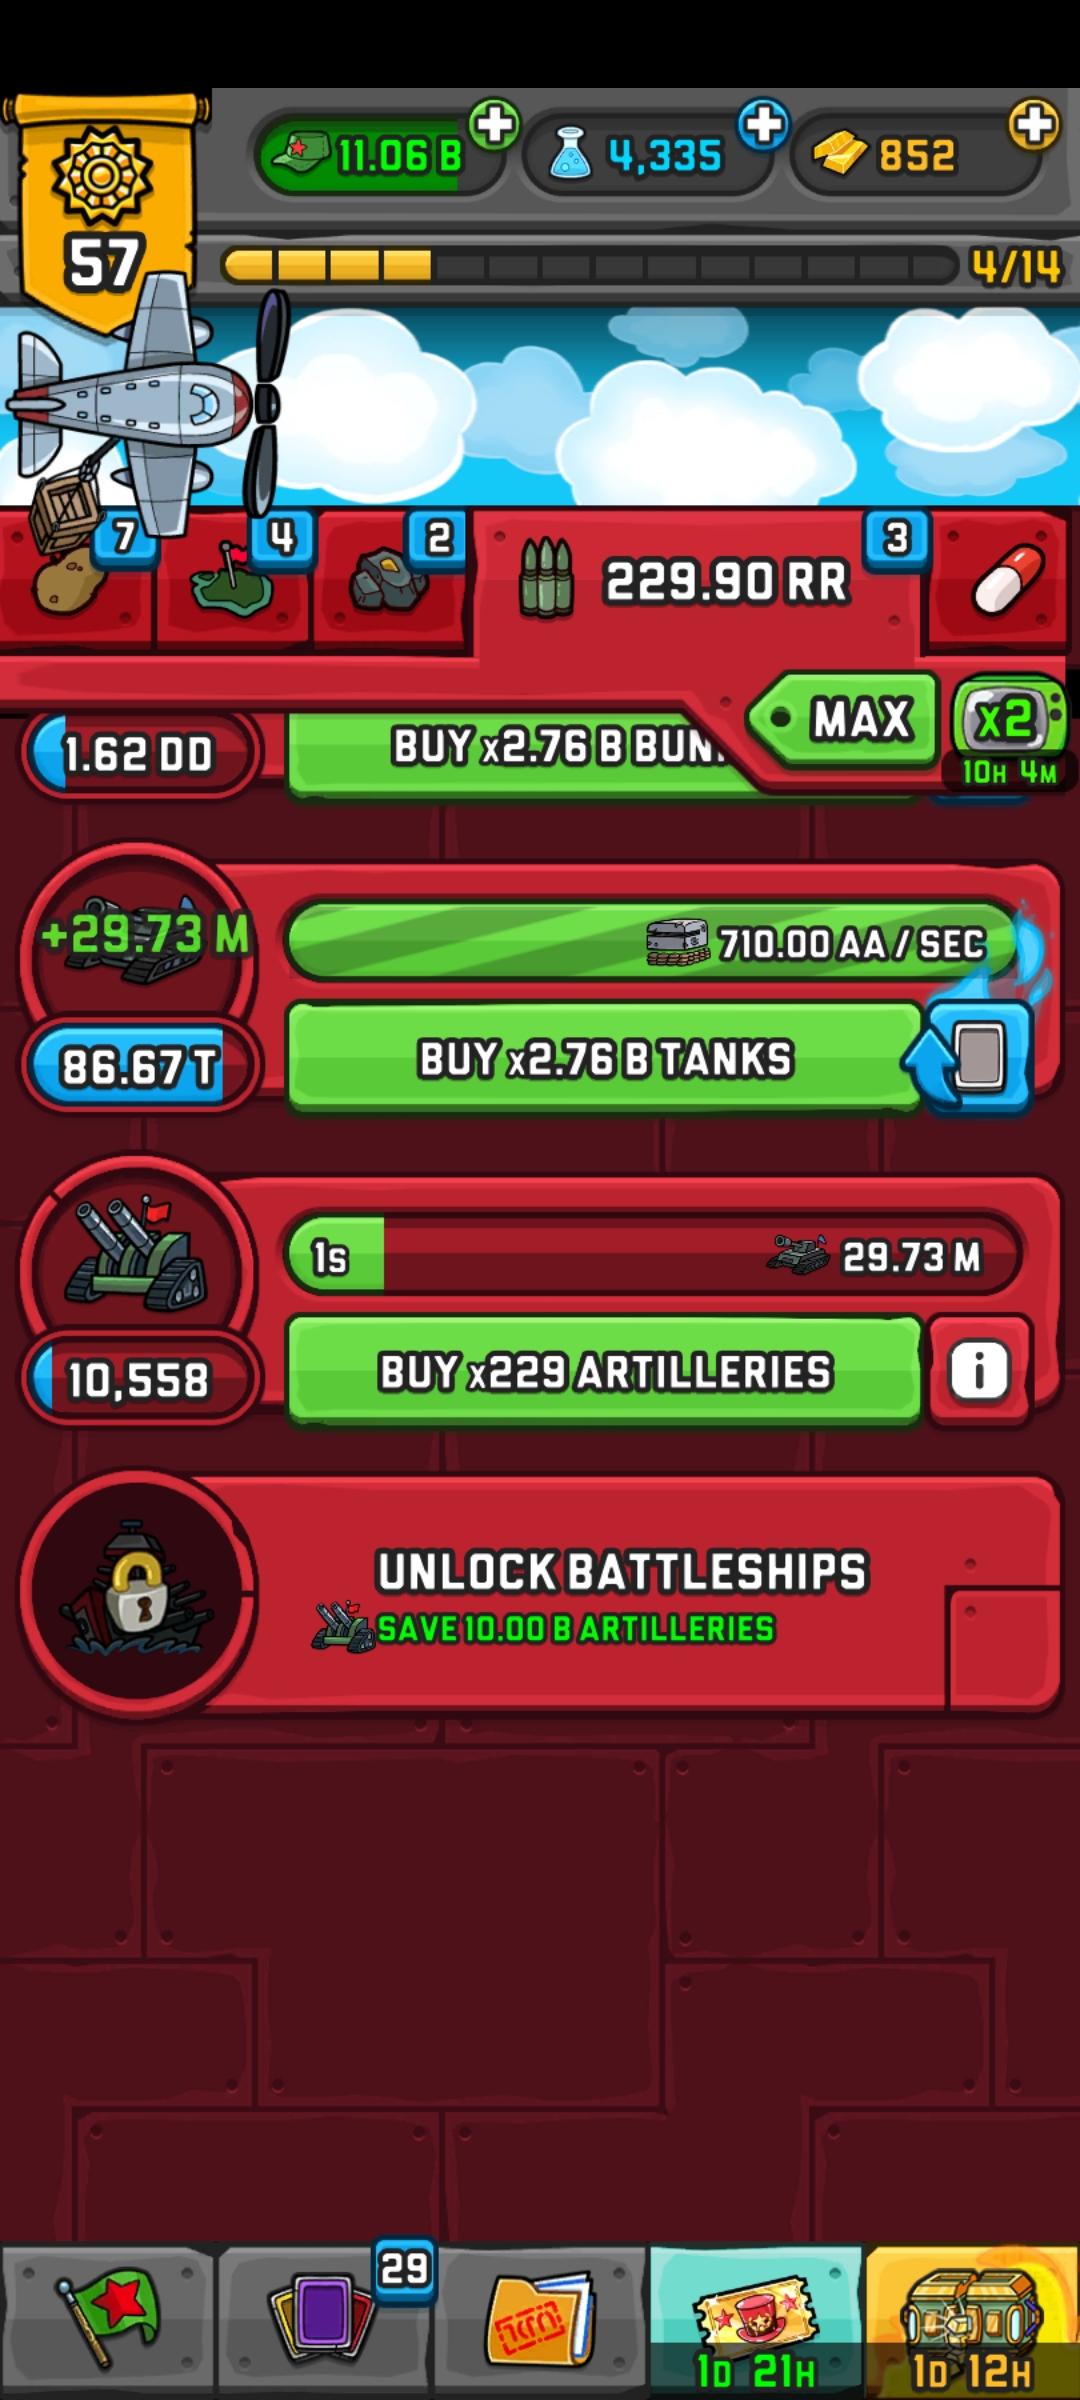 11.06 B
4,335
852
57
4/14
7
4
2
229.90 RR
3
MAX
x2
10H 4M
1.62 DD
BUY x2.76 B BUN
+29.73 M
710.00 AA / SEC
86.67 T
BUY x2.76 B TANKS
1s
29.73 M
10,558
BUY x229 ARTILLERIES
i
UNLOCK BATTLESHIPS
SAVE 10.00 B ARTILLERIES
29
1D 21H
1D 12H